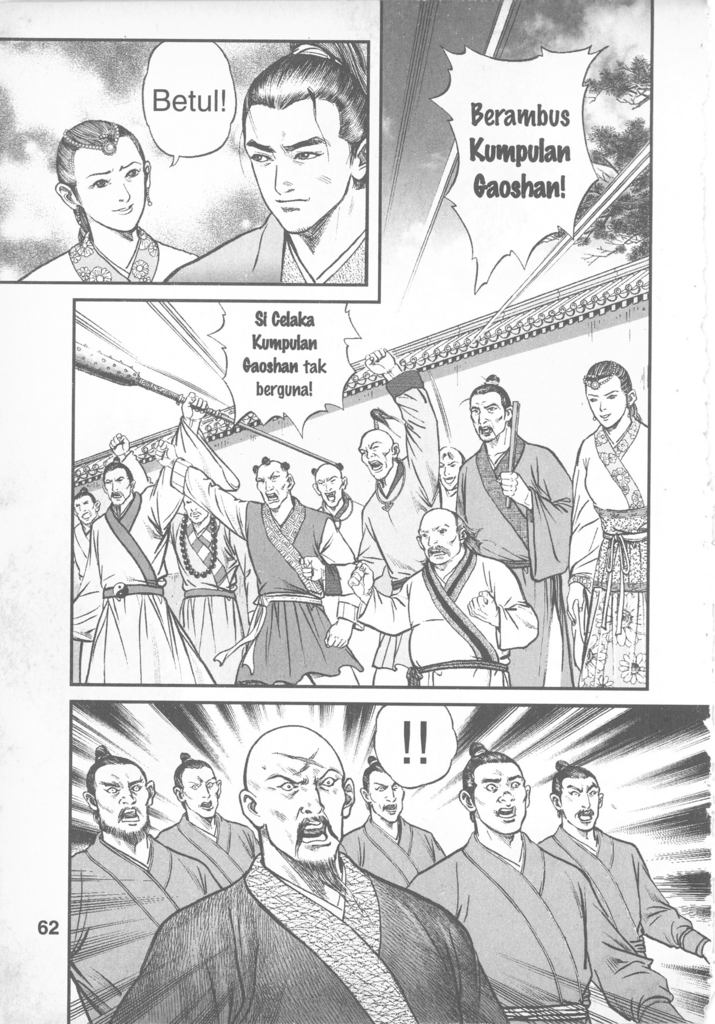 Betul!
Berambus
Kumpulan
Gaoshan!
Si Celaka
Kumpulan
Gaoshan tak
berguna!
!!
62